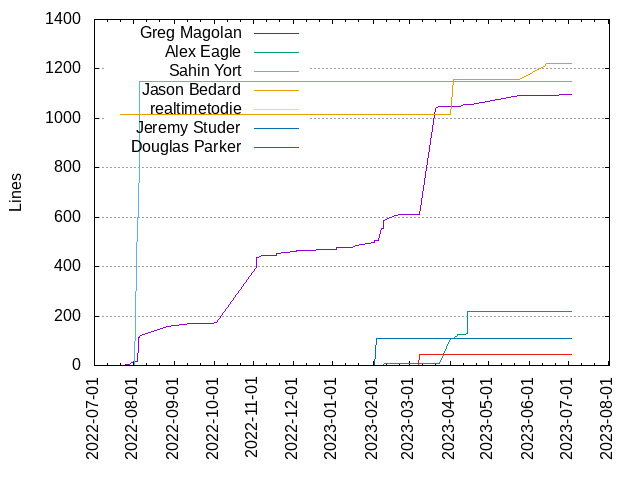 1400
1200
1000
800
600
400
200
0
Lines
Greg Magolan
Alex Eagle
Sahin Yort
Jason Bedard
realtimetodie
Jeremy Studer
Douglas Parker
2022-07-01
2022-08-01
2022-09-01
2022-10-01
2022-11-01
2022-12-01
2023-01-01
2023-02-01
2023-03-01
2023-04-01
2023-05-01
2023-06-01
2023-07-01
2023-08-01